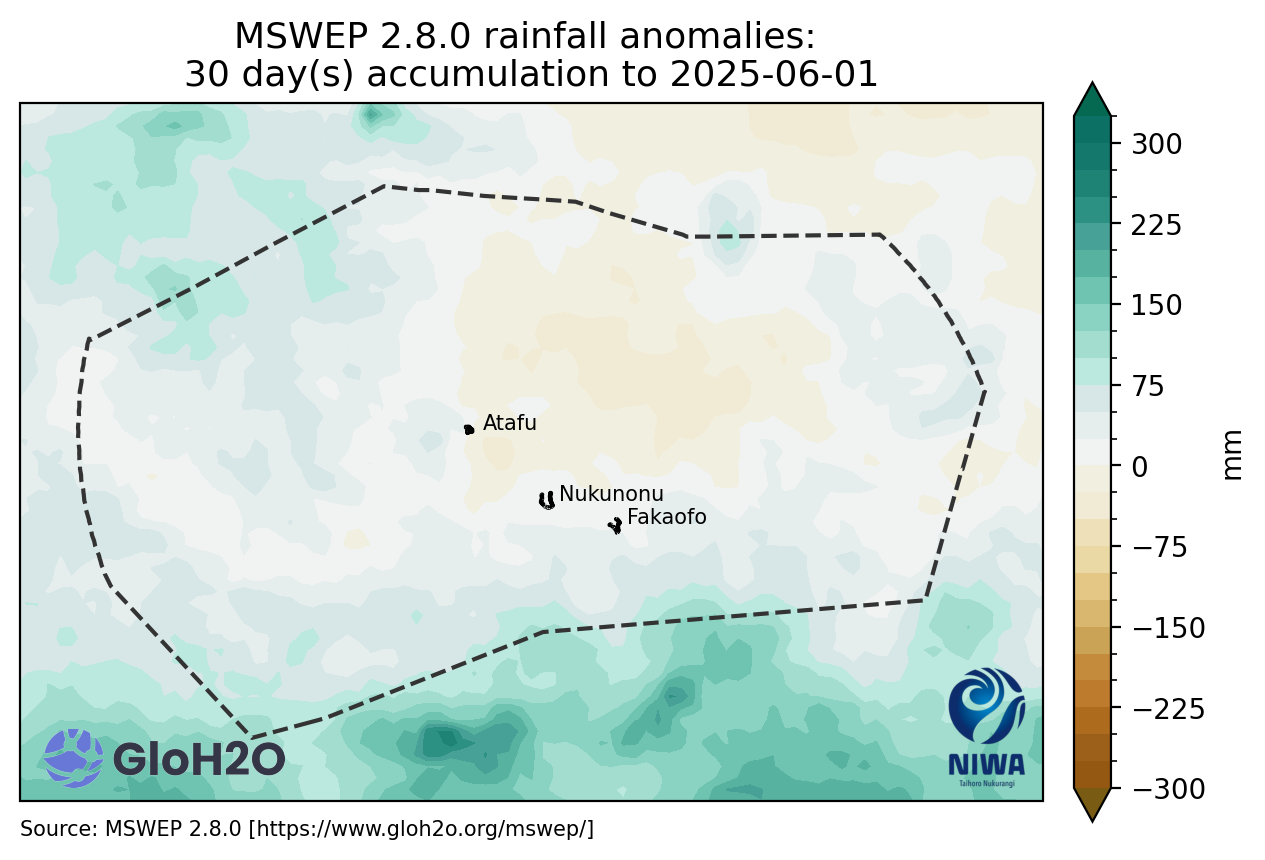 MSWEP 2.8.0 rainfall anomalies:
30 day(s) accumulation to 2025-06-01
300
225
150
75
0
−75
−150
−225
−300
mm
Atafu
Nukunonu
Fakaofo
GloH2O
NIWA
Taihoro Nukurangi
Source: MSWEP 2.8.0 [https://www.gloh2o.org/mswep/]